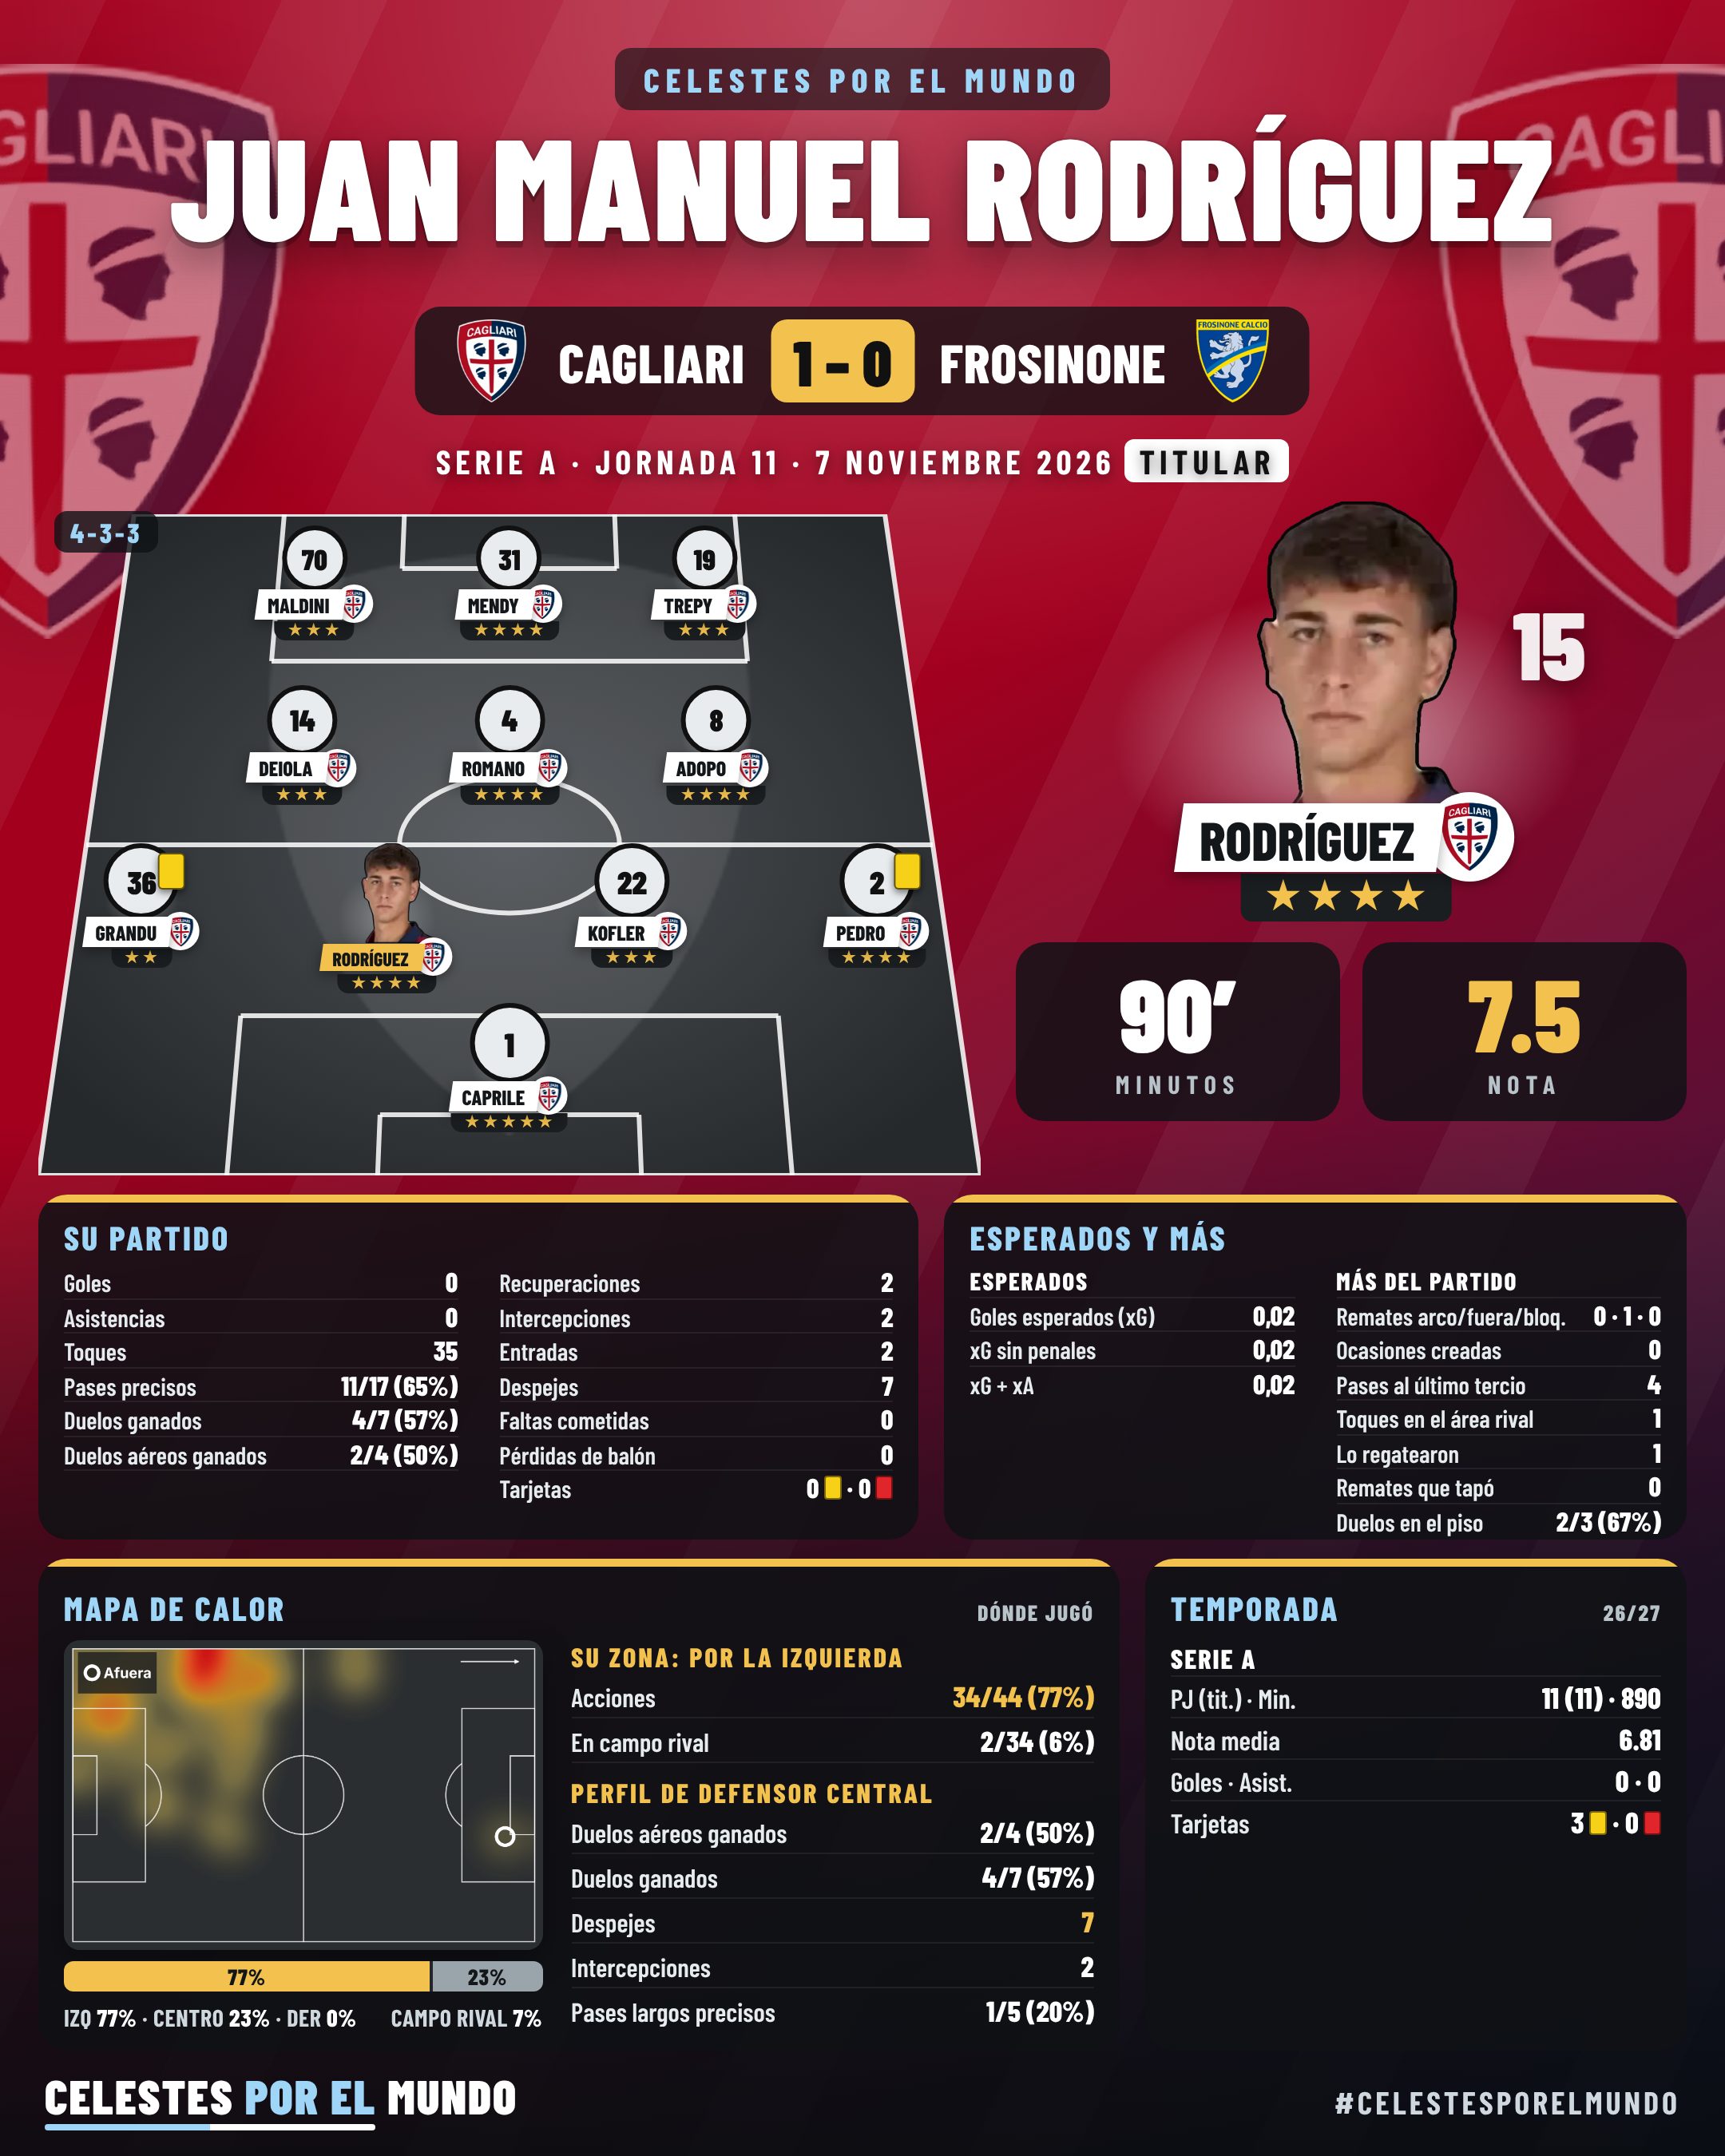 CELESTES POR EL MUNDO
JUAN MANUEL RODRÍGUEZ
CAGLIARI
CAGLIARI 1 - 0 FROSINONE
FROSINONE CALCIO
SERIE A · JORNADA 11 · 7 NOVIEMBRE 2026 TITULAR
4-3-3
70 31 19
MALDINI MENDY TREPY
★★★ ★★★★ ★★★
14 4 8
DEIOLA ROMANO ADOPO
★★★ ★★★★ ★★★★
36 22 2
GRANDU RODRÍGUEZ KOFLER PEDRO
★★ ★★★★ ★★★ ★★★★
1
CAPRILE
★★★★★
15
RODRÍGUEZ
CAGLIARI
★★★★
90′
MINUTOS
7.5
NOTA
SU PARTIDO
Goles 0
Asistencias 0
Toques 35
Pases precisos 11/17 (65%)
Duelos ganados 4/7 (57%)
Duelos aéreos ganados 2/4 (50%)
Recuperaciones 2
Intercepciones 2
Entradas 2
Despejes 7
Faltas cometidas 0
Pérdidas de balón 0
Tarjetas 0 · 0
ESPERADOS Y MÁS
ESPERADOS
Goles esperados (xG) 0,02
xG sin penales 0,02
xG + xA 0,02
MÁS DEL PARTIDO
Remates arco/fuera/bloq. 0 · 1 · 0
Ocasiones creadas 0
Pases al último tercio 4
Toques en el área rival 1
Lo regatearon 1
Remates que tapó 0
Duelos en el piso 2/3 (67%)
MAPA DE CALOR DÓNDE JUGÓ
Afuera
77% 23%
IZQ 77% · CENTRO 23% · DER 0% CAMPO RIVAL 7%
SU ZONA: POR LA IZQUIERDA
Acciones 34/44 (77%)
En campo rival 2/34 (6%)
PERFIL DE DEFENSOR CENTRAL
Duelos aéreos ganados 2/4 (50%)
Duelos ganados 4/7 (57%)
Despejes 7
Intercepciones 2
Pases largos precisos 1/5 (20%)
TEMPORADA 26/27
SERIE A
PJ (tit.) · Min. 11 (11) · 890
Nota media 6.81
Goles · Asist. 0 · 0
Tarjetas 3 · 0
CELESTES POR EL MUNDO
#CELESTESPORELMUNDO